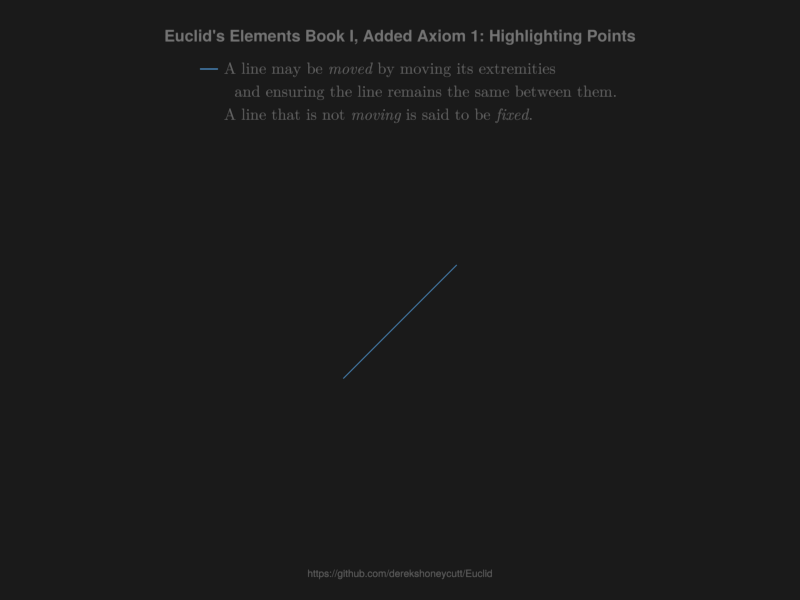 Euclid's Elements Book I, Added Axiom 1: Highlighting Points
A line may be moved by moving its extremities
and ensuring the line remains the same between them.
A line that is not moving is said to be fixed.
https://github.com/derekshoneycutt/Euclid